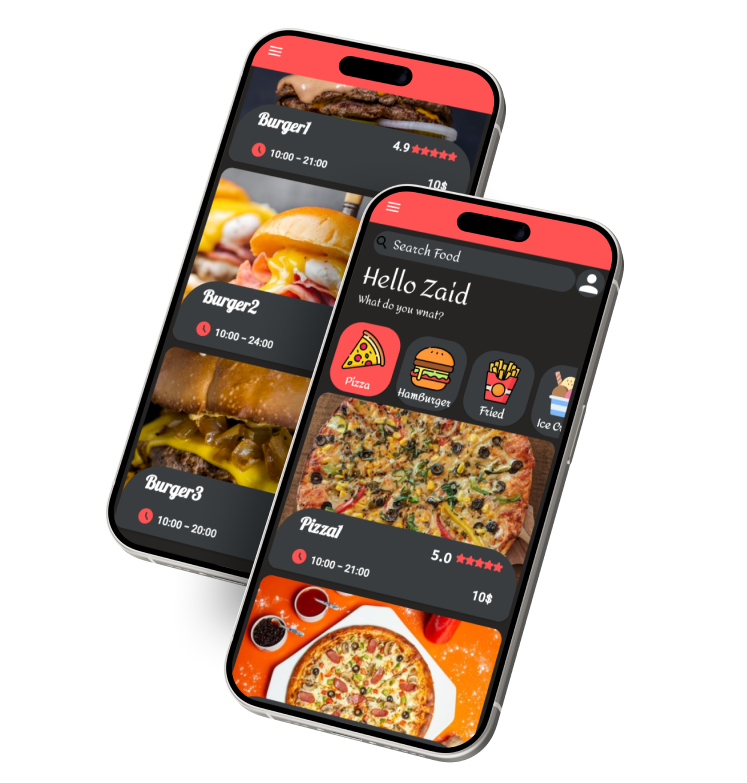 Burger1
4.9
10:00 – 21:00
10$
Burger2
10:00 – 24:00
Burger3
10:00 – 20:00
Search Food
Hello Zaid
What do you wnat?
Pizza
HamBurger
Fried
Ice C
Pizza1
5.0
10:00 – 21:00
10$